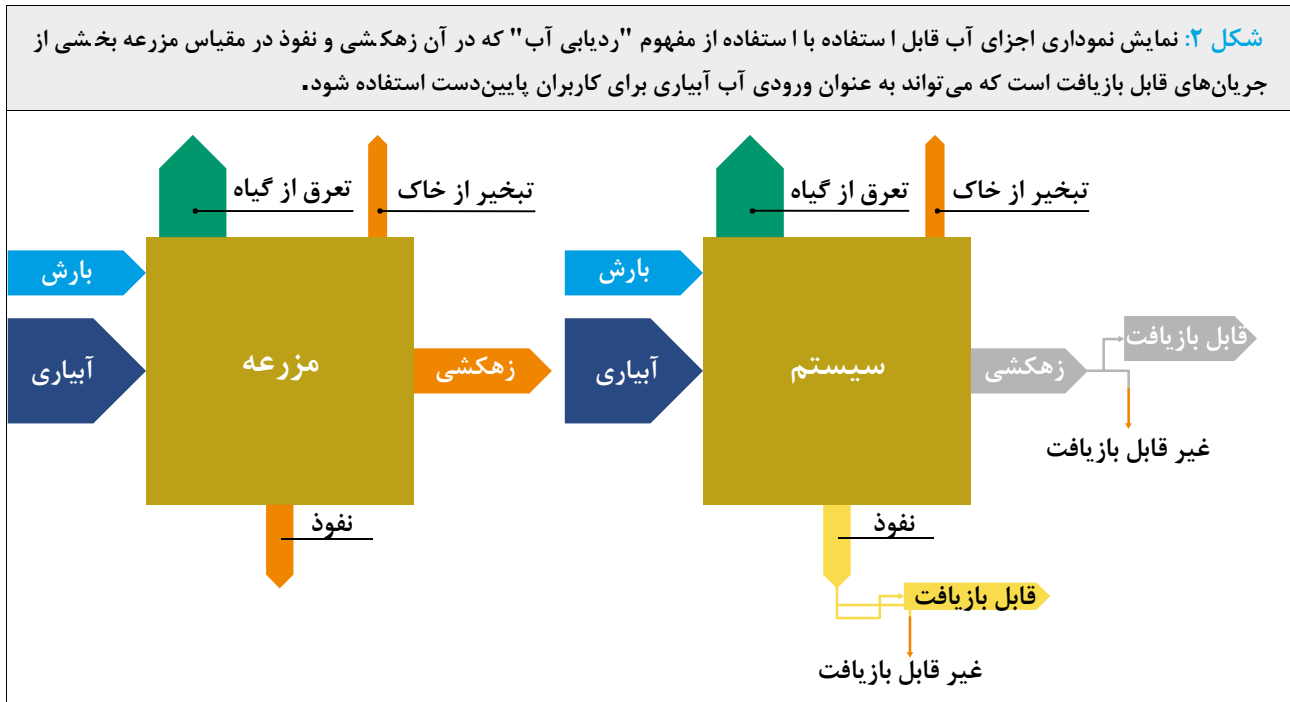 شکل ۲: نمایش نموداری اجزای آب قابل استفاده با استفاده از مفهوم "ردیابی آب" که در آن زهکشی و نفوذ در مقیاس مزرعه بخشی از
جریان‌های قابل بازیافت است که می‌تواند به عنوان ورودی آب آبیاری برای کاربران پایین‌دست استفاده شود.
تعرق از گیاه
تبخیر از خاک
بارش
آبیاری
مزرعه
زهکشی
نفوذ
تعرق از گیاه
تبخیر از خاک
بارش
آبیاری
سیستم
زهکشی
قابل بازیافت
غیر قابل بازیافت
نفوذ
قابل بازیافت
غیر قابل بازیافت